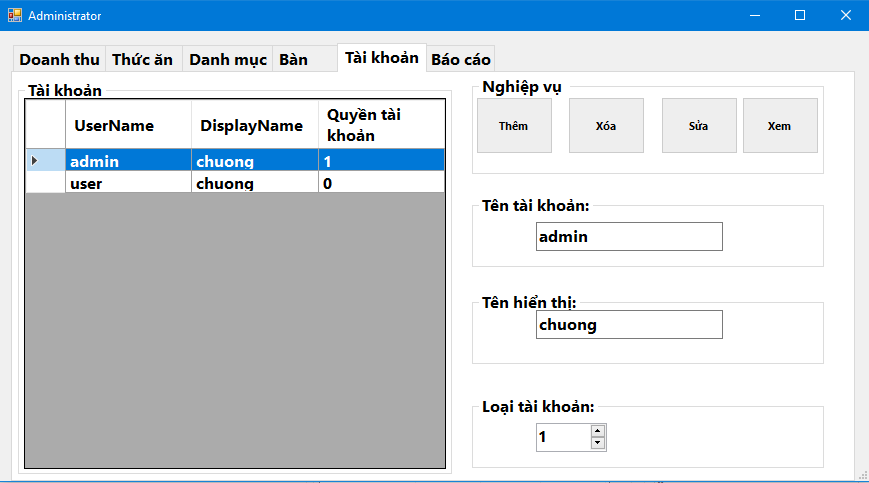 Administrator
Doanh thu Thức ăn Danh mục Bàn Tài khoản Báo cáo
Tài khoản
UserName DisplayName Quyền tài
khoản
admin chuong 1
user chuong 0
Nghiệp vụ
Thêm Xóa Sửa Xem
Tên tài khoản:
admin
Tên hiển thị:
chuong
Loại tài khoản:
1